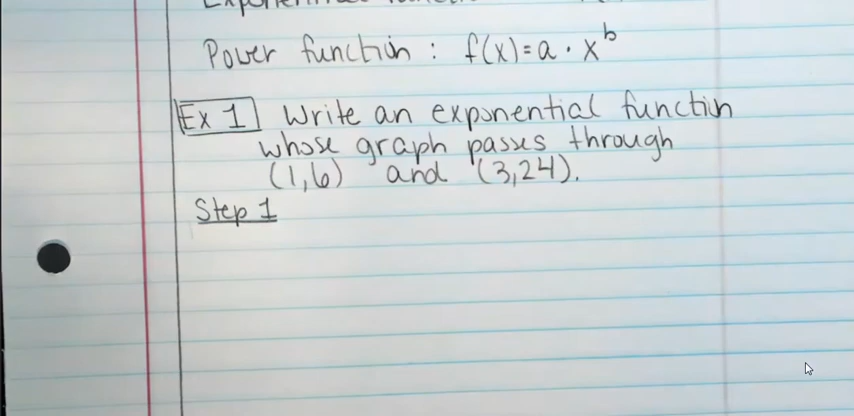 Power function : f(x) = a · x^b
Ex 1 Write an exponential function
whose graph passes through
(1,6) and (3,24).
Step 1